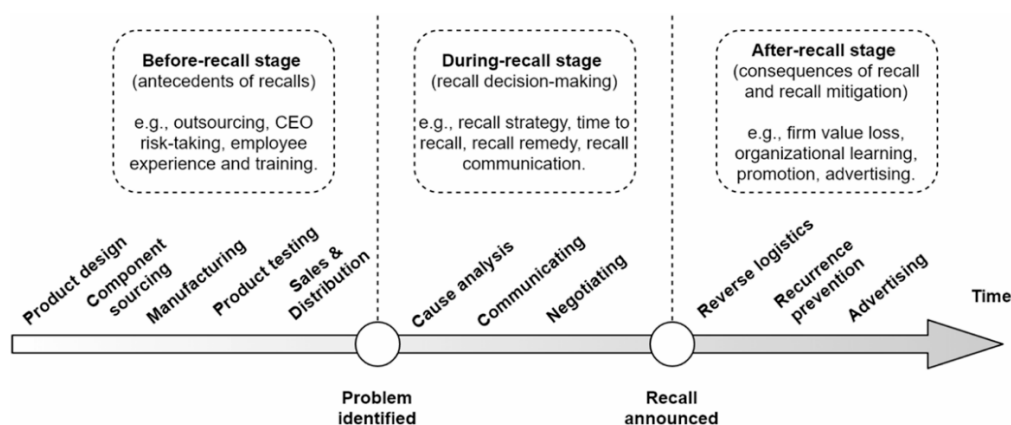 Before-recall stage
(antecedents of recalls)
e.g., outsourcing, CEO
risk-taking, employee
experience and training.
During-recall stage
(recall decision-making)
e.g., recall strategy, time to
recall, recall remedy, recall
communication.
After-recall stage
(consequences of recall
and recall mitigation)
e.g., firm value loss,
organizational learning,
promotion, advertising.
Product design
Component
sourcing
Manufacturing
Product testing
Sales &
Distribution
Cause analysis
Communicating
Negotiating
Reverse logistics
Recurrence
prevention
Advertising
Time
Problem
identified
Recall
announced